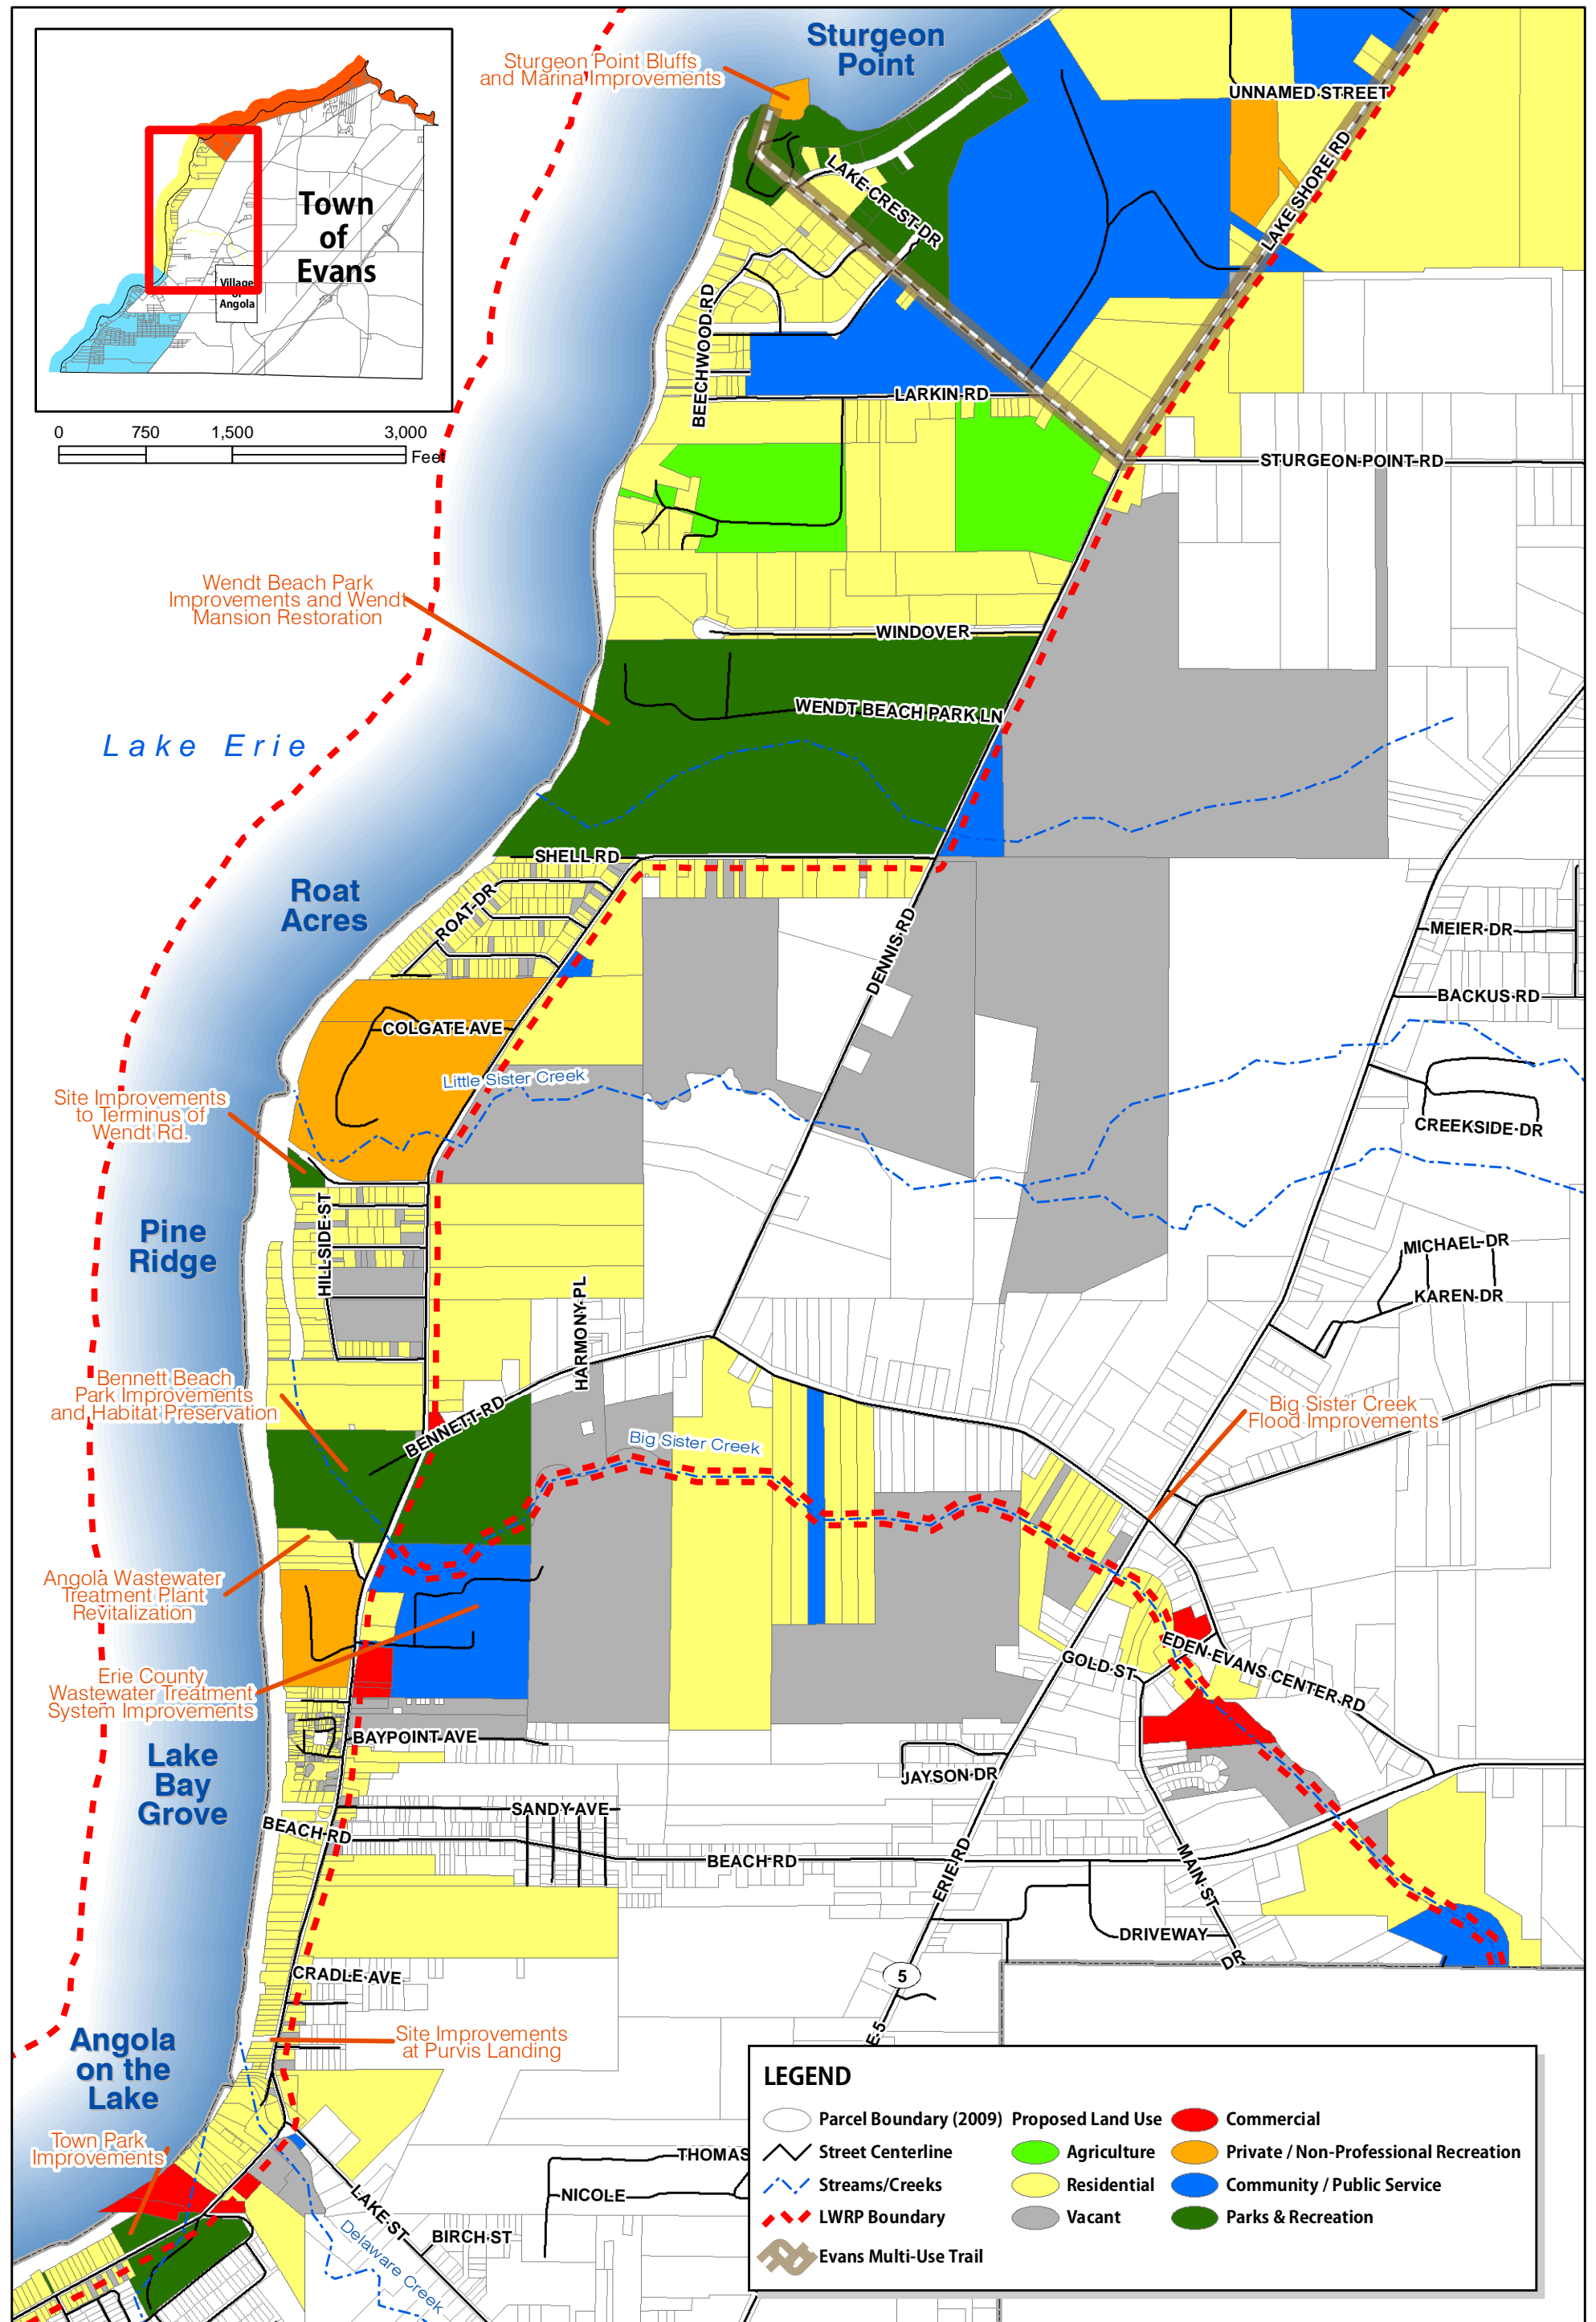 Sturgeon
Point
Sturgeon Point Bluffs
and Marina Improvements
Town
of
Evans
Village
Angola
0 750 1,500 3,000
Feet
UNNAMED STREET
LAKE SHORE RD
LAKE CREST DR
BEECHWOOD RD
LARKIN RD
STURGEON POINT RD
Wendt Beach Park
Improvements and Wendt
Mansion Restoration
WINDOVER
WENDT BEACH PARK LN
Lake Erie
SHELL RD
Roat
Acres
ROAT DR
DENNIS RD
MEIER DR
BACKUS RD
COLGATE AVE
Little Sister Creek
Site Improvements
to Terminus of
Wendt Rd.
CREEKSIDE DR
HILLSIDE ST
Pine
Ridge
MICHAEL DR
KAREN DR
HARMONY PL
Bennett Beach
Park Improvements
and Habitat Preservation
BENNETT RD
Big Sister Creek
Big Sister Creek
Flood Improvements
Angola Wastewater
Treatment Plant
Revitalization
EDEN-EVANS CENTER RD
GOLD ST
Erie County
Wastewater Treatment
System Improvements
BAYPOINT AVE
JAYSON DR
Lake
Bay
Grove
SANDY AVE
BEACH RD
BEACH RD
ERIE RD
MAIN ST
DRIVEWAY
DR
CRADLE AVE
5
E 5
Site Improvements
at Purvis Landing
Angola
on the
Lake
Town Park
Improvements
THOMAS
NICOLE
LAKE ST
BIRCH ST
Delaware Creek
LEGEND
Parcel Boundary (2009)
Street Centerline
Streams/Creeks
LWRP Boundary
Evans Multi-Use Trail
Proposed Land Use
Agriculture
Residential
Vacant
Commercial
Private / Non-Professional Recreation
Community / Public Service
Parks & Recreation